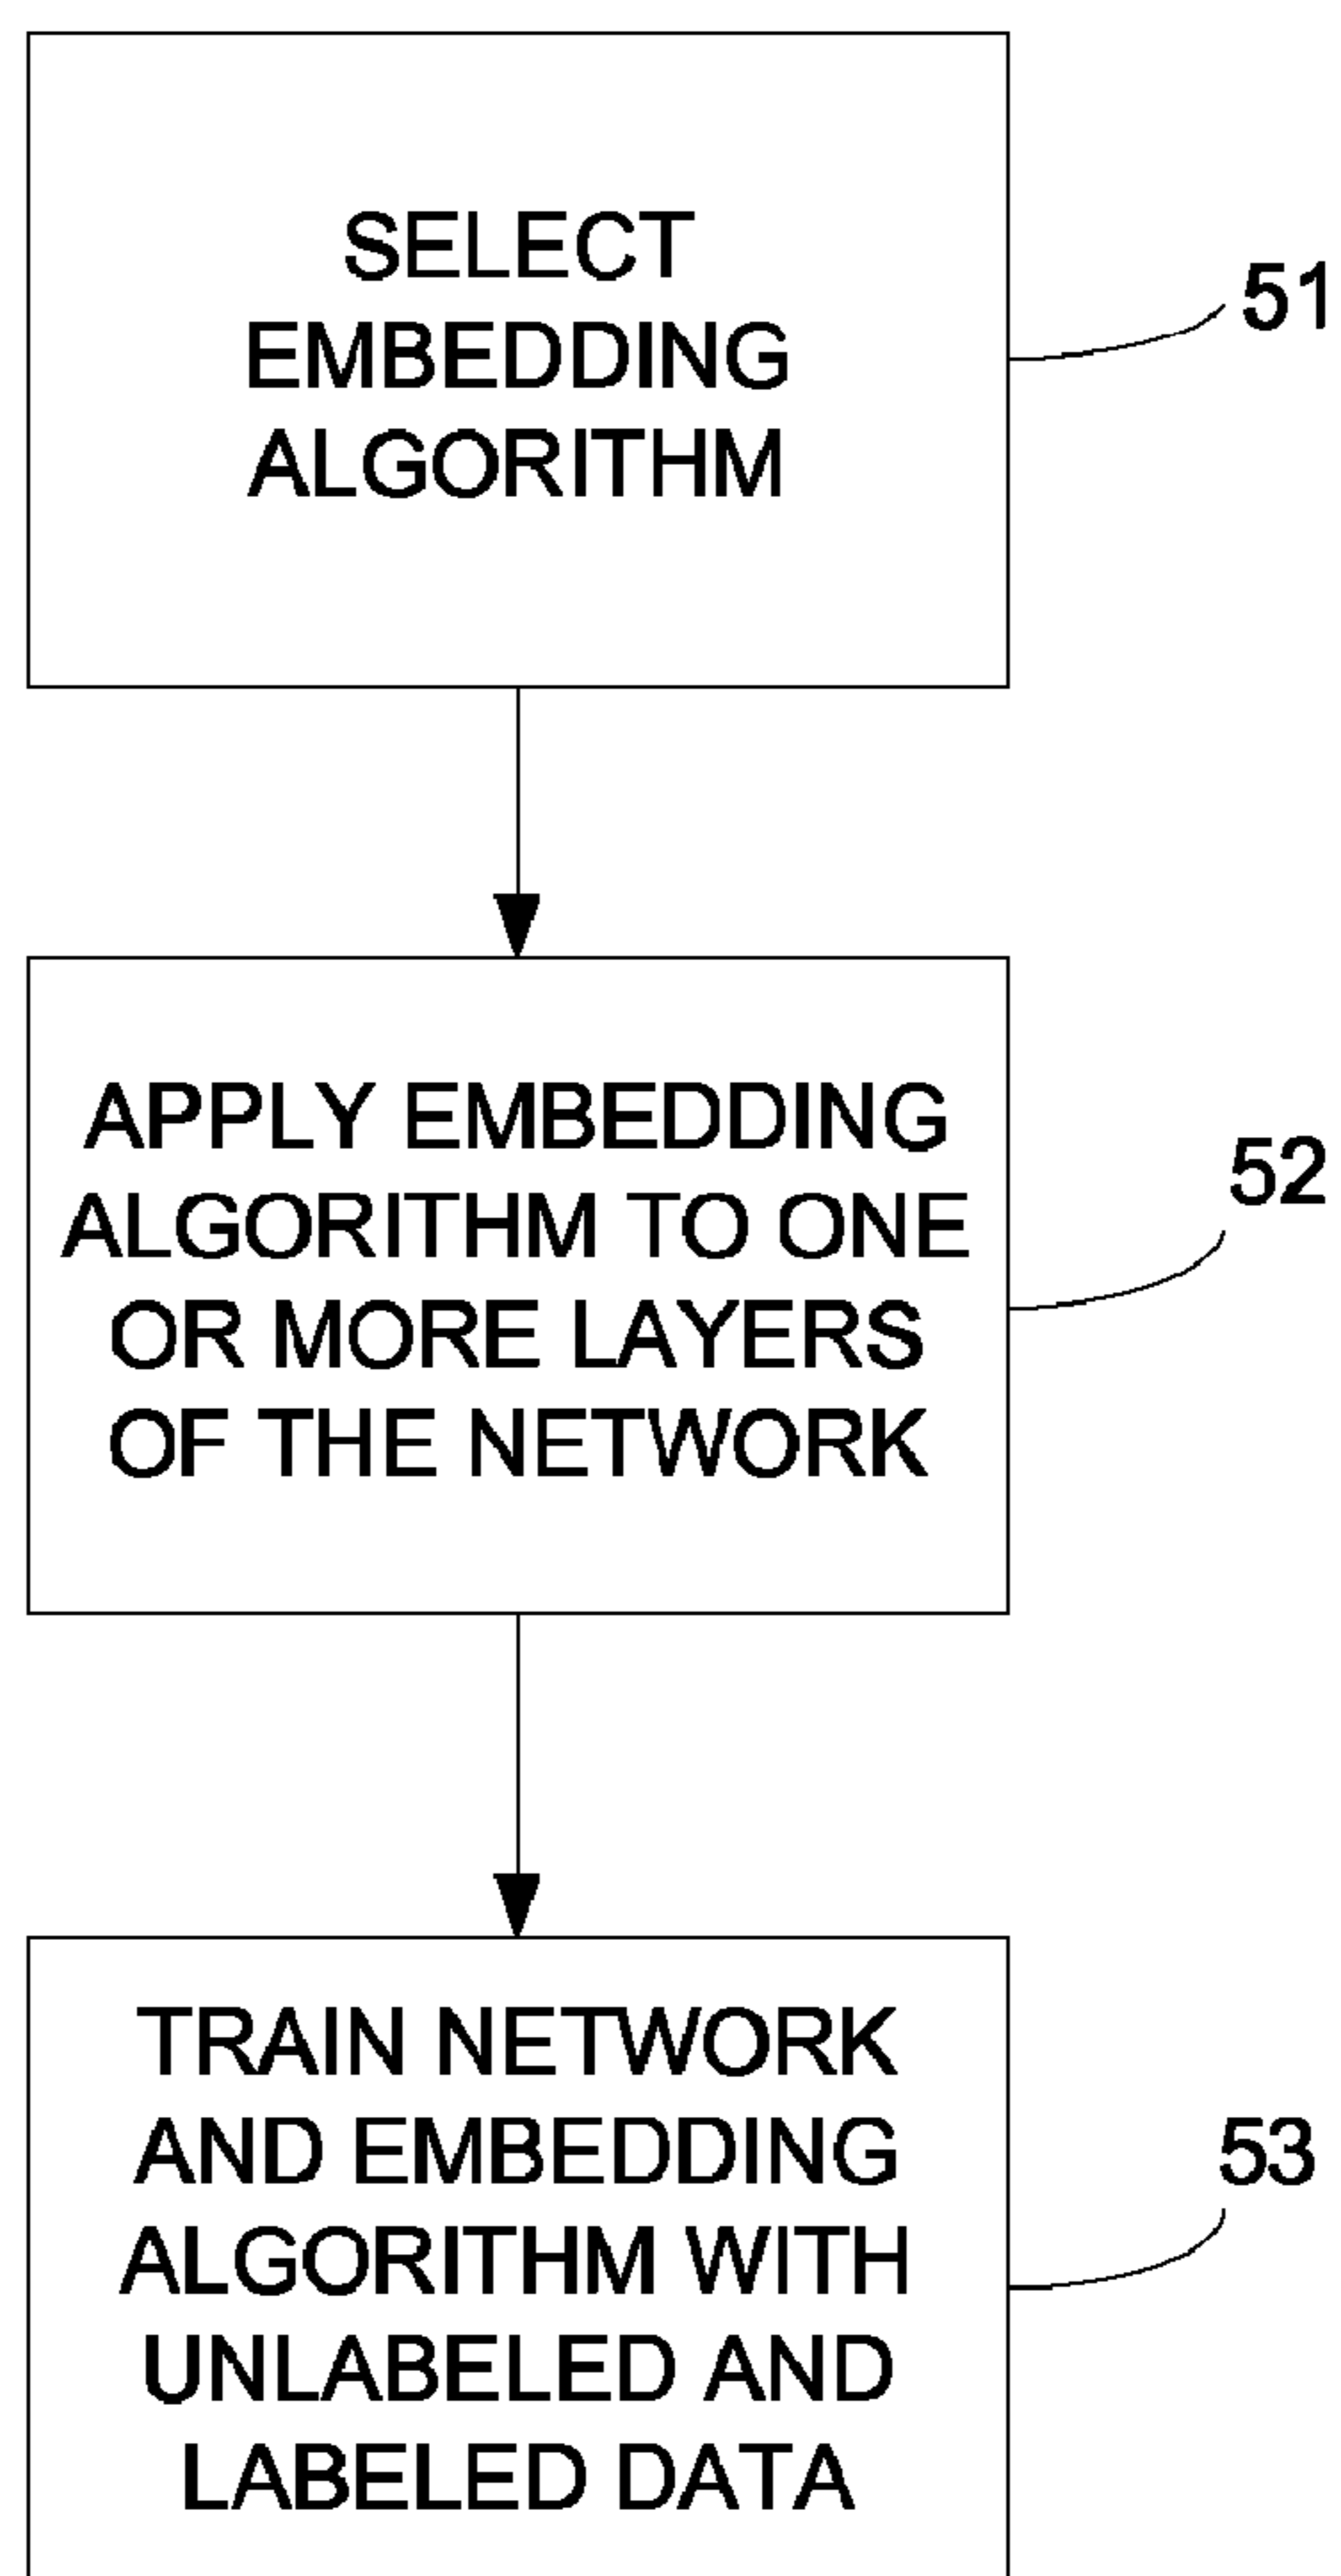 SELECT
EMBEDDING
ALGORITHM
51
APPLY EMBEDDING
ALGORITHM TO ONE
OR MORE LAYERS
OF THE NETWORK
52
TRAIN NETWORK
AND EMBEDDING
ALGORITHM WITH
UNLABELED AND
LABELED DATA
53